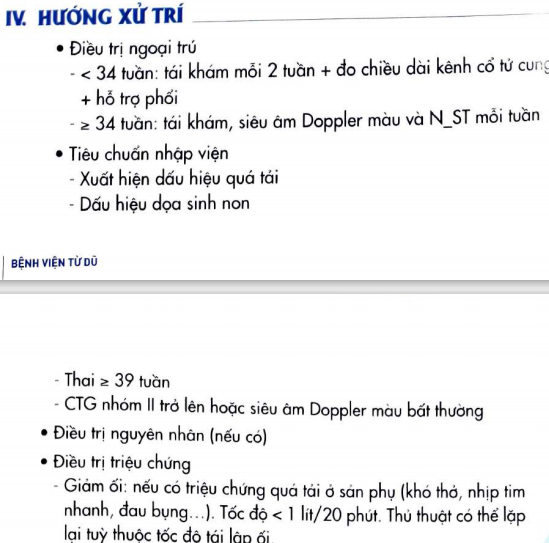 IV. HƯỚNG XỬ TRÍ
• Điều trị ngoại trú
- < 34 tuần: tái khám mỗi 2 tuần + đo chiều dài kênh cổ tử cung
+ hỗ trợ phổi
- ≥ 34 tuần: tái khám, siêu âm Doppler màu và N_ST mỗi tuần
• Tiêu chuẩn nhập viện
- Xuất hiện dấu hiệu quá tải
- Dấu hiệu dọa sinh non
BỆNH VIỆN TỪ DŨ
- Thai ≥ 39 tuần
- CTG nhóm II trở lên hoặc siêu âm Doppler màu bất thường
• Điều trị nguyên nhân (nếu có)
• Điều trị triệu chứng
- Giảm ối: nếu có triệu chứng quá tải ở sản phụ (khó thở, nhịp tim
nhanh, đau bụng...). Tốc độ < 1 lít/20 phút. Thủ thuật có thể lặp
lại tuỳ thuộc tốc độ tái lập ối.